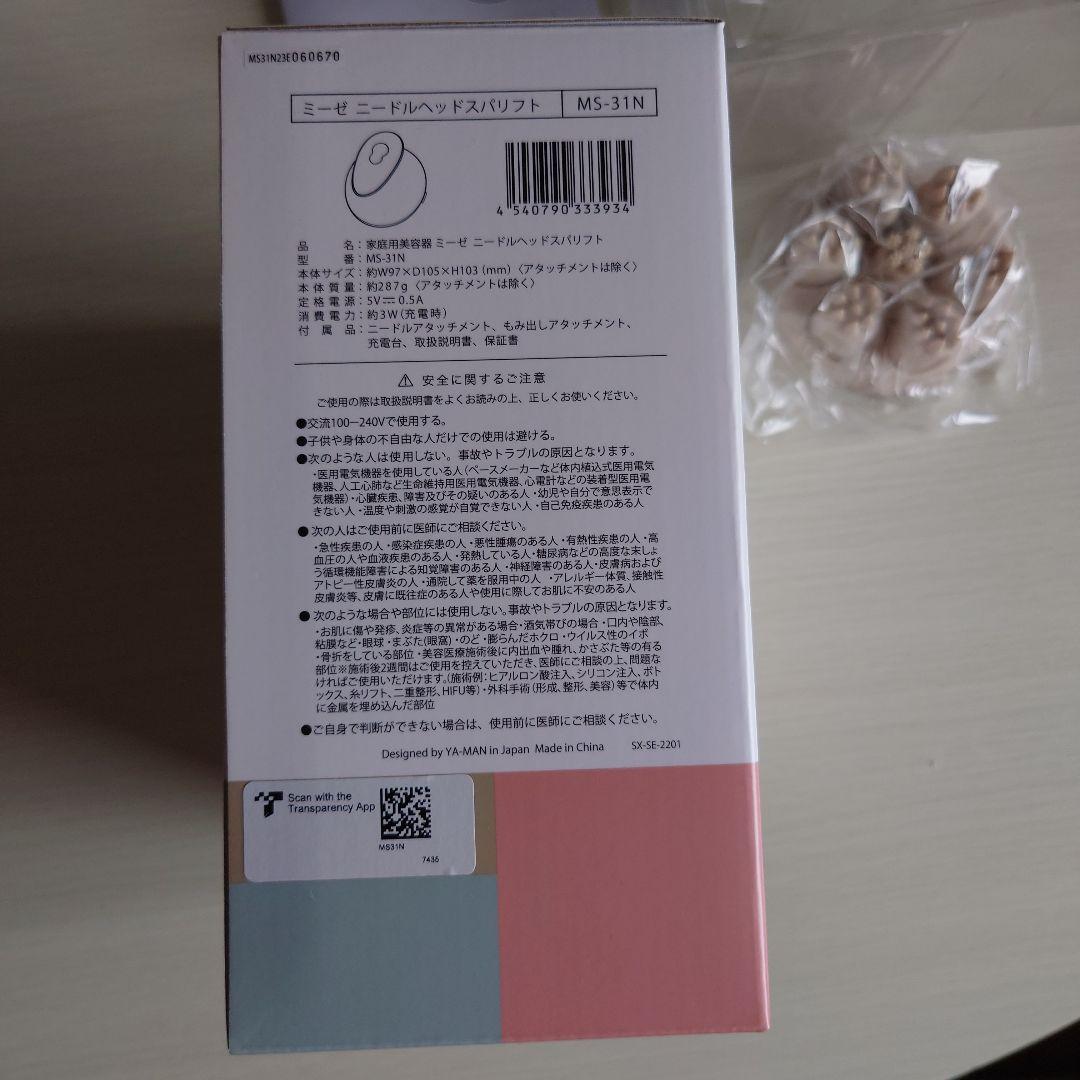 MS31N23E060670
ミーゼ ニードルヘッドスパリフト MS-31N
4 540790 333934
品名：家庭用美容器 ミーゼ ニードルヘッドスパリフト
型番：MS-31N
本体サイズ：約W97×D105×H103（mm）〈アタッチメントは除く〉
本体質量：約287g〈アタッチメントは除く〉
定格電源：5V⎓0.5A
消費電力：約3W（充電時）
付属品：ニードルアタッチメント、もみ出しアタッチメント、
充電台、取扱説明書、保証書
⚠ 安全に関するご注意
ご使用の際は取扱説明書をよくお読みの上、正しくお使いください。
●交流100ー240Vで使用する。
●子供や身体の不自由な人だけでの使用は避ける。
●次のような人は使用しない。事故やトラブルの原因となります。
・医用電気機器を使用している人（ペースメーカーなど体内植込式医用電気
機器、人工心肺など生命維持用医用電気機器、心電計などの装着型医用電
気機器）・心臓疾患、障害及びその疑いのある人・幼児や自分で意思表示で
きない人・温度や刺激の感覚が自覚できない人・自己免疫疾患のある人
●次の人はご使用前に医師にご相談ください。
・急性疾患の人・感染症疾患の人・悪性腫瘍のある人・有熱性疾患の人・高
血圧の人や血液疾患のある人・発熱している人・糖尿病などの高度な末しょ
う循環機能障害による知覚障害のある人・神経障害のある人・皮膚病および
アトピー性皮膚炎の人・通院して薬を服用中の人・アレルギー体質、接触性
皮膚炎等、皮膚に既往症のある人や使用に際してお肌に不安のある人
●次のような場合や部位には使用しない。事故やトラブルの原因となります。
・お肌に傷や発疹、炎症等の異常がある場合・酒気帯びの場合・口内や陰部、
粘膜など・眼球・まぶた（眼窩）・のど・膨らんだホクロ・ウイルス性のイボ
・骨折をしている部位・美容医療施術後に内出血や腫れ、かさぶた等の有る
部位※施術後2週間はご使用を控えていただき、医師にご相談の上、問題な
ければご使用いただけます。（施術例：ヒアルロン酸注入、シリコン注入、ボト
ックス、糸リフト、二重整形、HIFU等）・外科手術（形成、整形、美容）等で体内
に金属を埋め込んだ部位
●ご自身で判断ができない場合は、使用前に医師にご相談ください。
Designed by YA-MAN in Japan Made in China SX-SE-2201
Scan with the
Transparency App
MS31N
7436